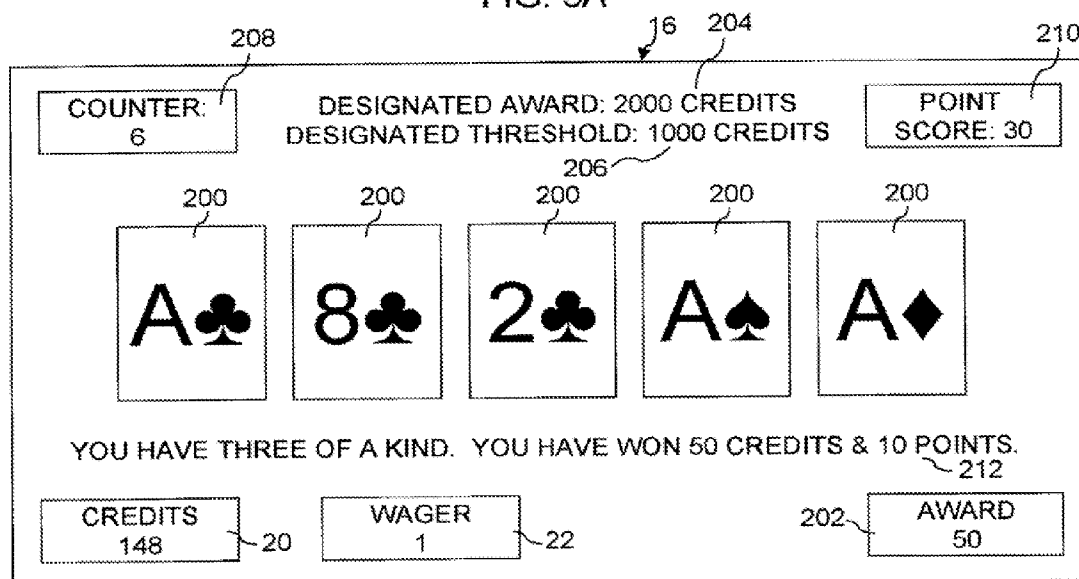 FIG. 3A
16
204
208
210
COUNTER:
6
DESIGNATED AWARD: 2000 CREDITS
DESIGNATED THRESHOLD: 1000 CREDITS
POINT
SCORE: 30
206
200 200 200 200 200
A♣ 8♣ 2♣ A♠ A♦
YOU HAVE THREE OF A KIND. YOU HAVE WON 50 CREDITS & 10 POINTS.
212
CREDITS
148
20
WAGER
1
22
202
AWARD
50